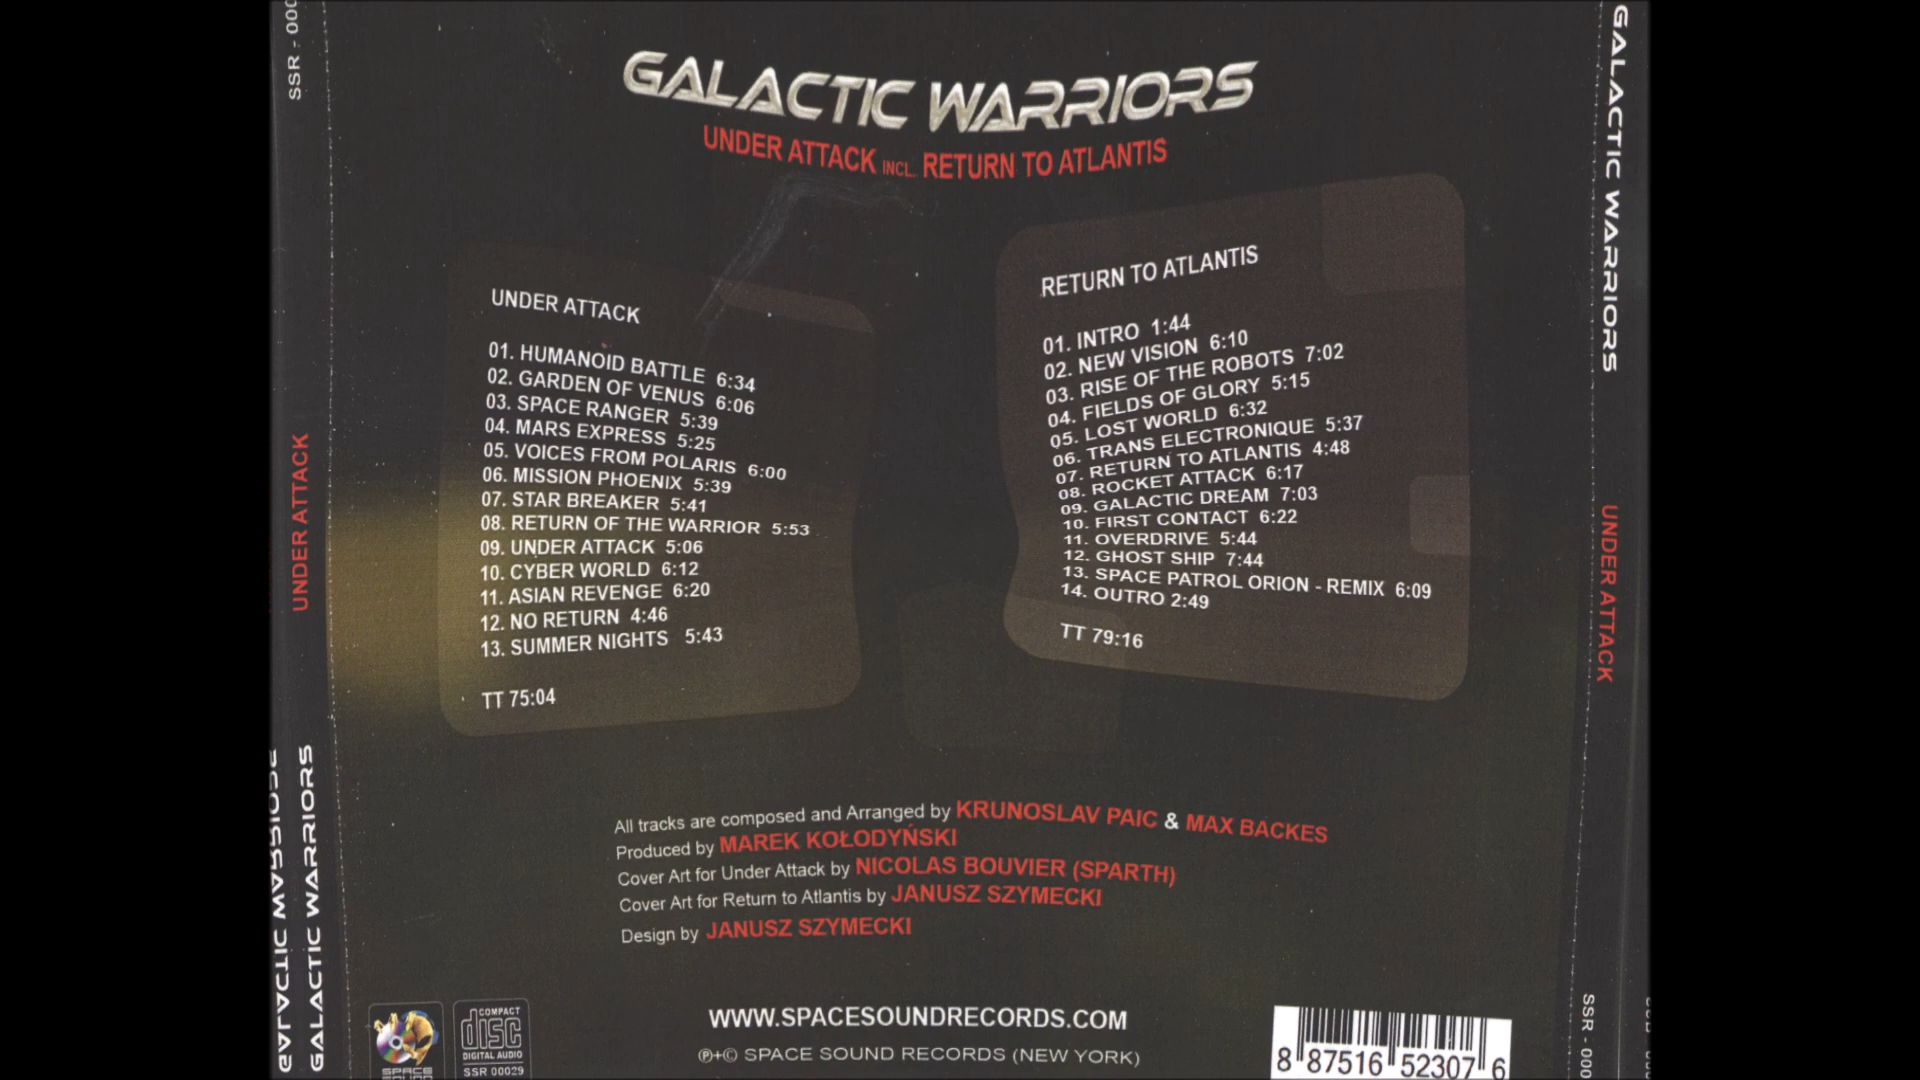 GALACTIC WARRIORS
UNDER ATTACK INCL. RETURN TO ATLANTIS
UNDER ATTACK
01. HUMANOID BATTLE 6:34
02. GARDEN OF VENUS 6:06
03. SPACE RANGER 5:39
04. MARS EXPRESS 5:25
05. VOICES FROM POLARIS 6:00
06. MISSION PHOENIX 5:39
07. STAR BREAKER 5:41
08. RETURN OF THE WARRIOR 5:53
09. UNDER ATTACK 5:06
10. CYBER WORLD 6:12
11. ASIAN REVENGE 6:20
12. NO RETURN 4:46
13. SUMMER NIGHTS 5:43
TT 75:04
RETURN TO ATLANTIS
01. INTRO 1:44
02. NEW VISION 6:10
03. RISE OF THE ROBOTS 7:02
04. FIELDS OF GLORY 5:15
05. LOST WORLD 6:32
06. TRANS ELECTRONIQUE 5:37
07. RETURN TO ATLANTIS 4:48
08. ROCKET ATTACK 6:17
09. GALACTIC DREAM 7:03
10. FIRST CONTACT 6:22
11. OVERDRIVE 5:44
12. GHOST SHIP 7:44
13. SPACE PATROL ORION - REMIX 6:09
14. OUTRO 2:49
TT 79:16
All tracks are composed and Arranged by KRUNOSLAV PAIC & MAX BACKES
Produced by MAREK KOŁODYŃSKI
Cover Art for Under Attack by NICOLAS BOUVIER (SPARTH)
Cover Art for Return to Atlantis by JANUSZ SZYMECKI
Design by JANUSZ SZYMECKI
WWW.SPACESOUNDRECORDS.COM
℗+© SPACE SOUND RECORDS (NEW YORK)
SPACE
COMPACT
disc
DIGITAL AUDIO
SSR 00029
8 87516 52307 6
SSR - 000
UNDER ATTACK
GALACTIC WARRIORS
GALACTIC WARRIORS
UNDER ATTACK
SSR - 000